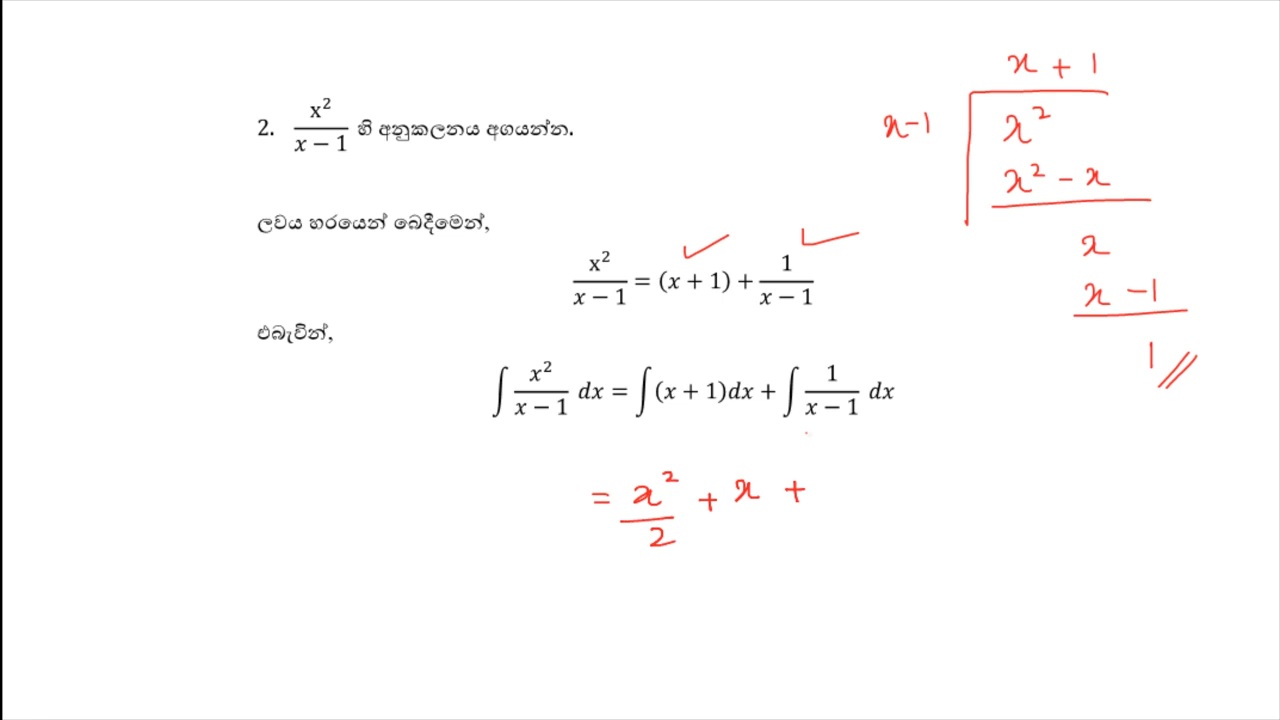 2. x²/(x − 1) හි අනුකලනය අගයන්න.
ලවය හරයෙන් බෙදීමෙන්,
x²/(x − 1) = (x + 1) + 1/(x − 1)
එබැවින්,
∫ x²/(x − 1) dx = ∫(x + 1)dx + ∫ 1/(x − 1) dx
= x²/2 + x +
x + 1
x-1 x²
x² - x
x
x - 1
1